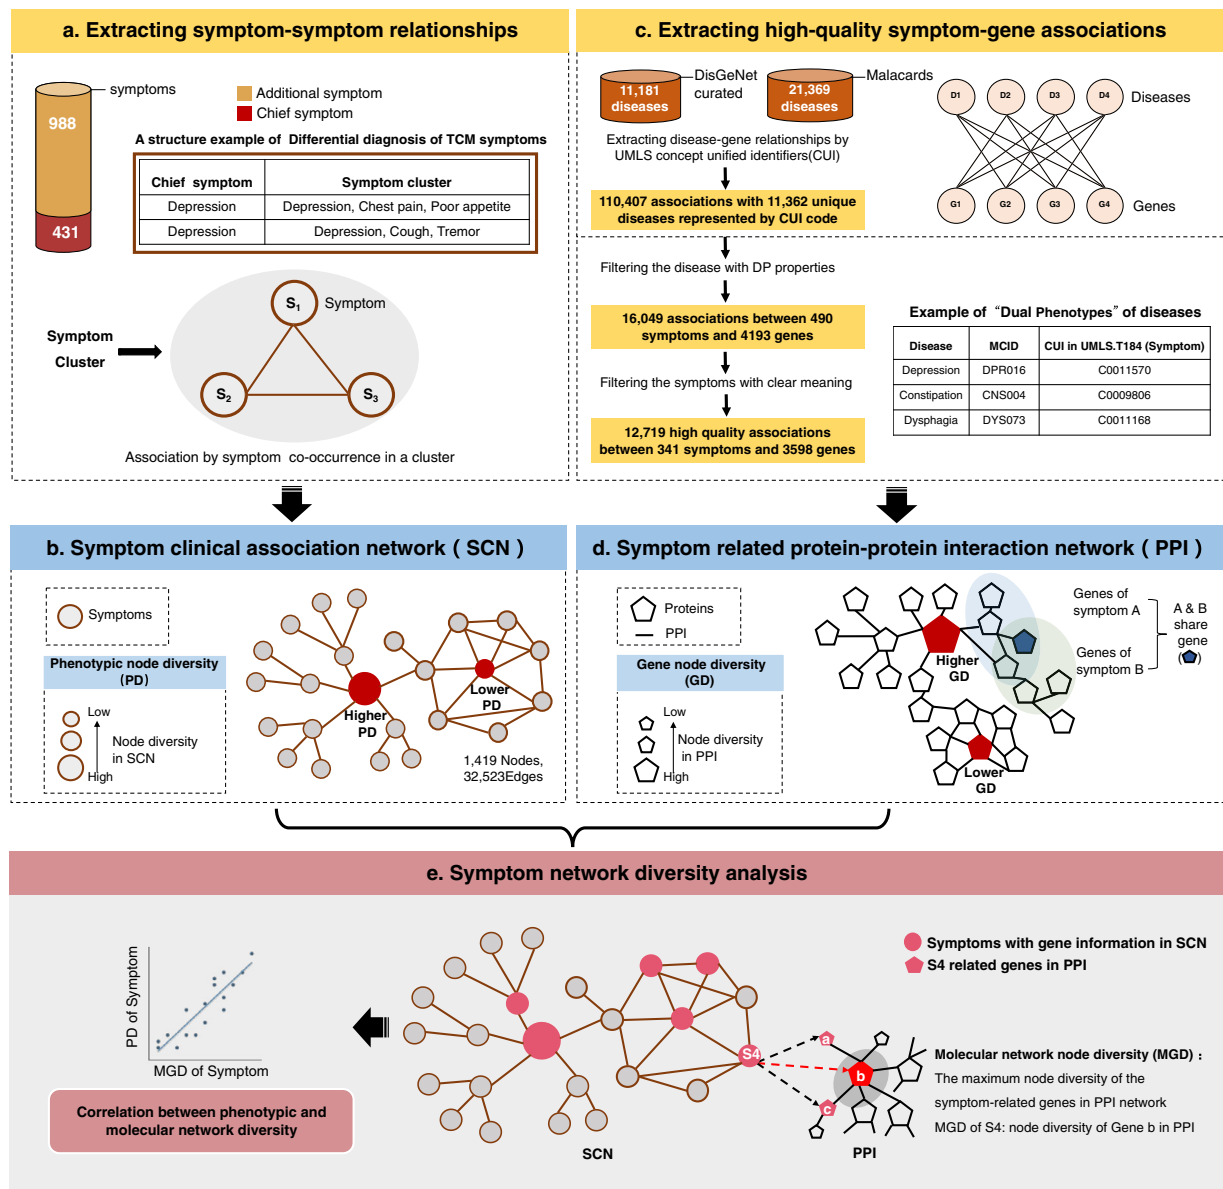 a. Extracting symptom-symptom relationships
symptoms
988
431
Additional symptom
Chief symptom
A structure example of Differential diagnosis of TCM symptoms
Chief symptom
Symptom cluster
Depression
Depression, Chest pain, Poor appetite
Depression
Depression, Cough, Tremor
Symptom
Cluster
S1
Symptom
S2
S3
Association by symptom co-occurrence in a cluster
c. Extracting high-quality symptom-gene associations
11,181
diseases
DisGeNet
curated
21,369
diseases
Malacards
Extracting disease-gene relationships by
UMLS concept unified identifiers(CUI)
110,407 associations with 11,362 unique
diseases represented by CUI code
D1
D2
D3
D4
Diseases
G1
G2
G3
G4
Genes
Filtering the disease with DP properties
16,049 associations between 490
symptoms and 4193 genes
Filtering the symptoms with clear meaning
12,719 high quality associations
between 341 symptoms and 3598 genes
Example of “Dual Phenotypes” of diseases
Disease
MCID
CUI in UMLS.T184 (Symptom)
Depression
DPR016
C0011570
Constipation
CNS004
C0009806
Dysphagia
DYS073
C0011168
b. Symptom clinical association network ( SCN )
Symptoms
Phenotypic node diversity
(PD)
Low
Node diversity
in SCN
High
Higher
PD
Lower
PD
1,419 Nodes,
32,523Edges
d. Symptom related protein-protein interaction network ( PPI )
Proteins
PPI
Gene node diversity
(GD)
Low
Node diversity
in PPI
High
Higher
GD
Lower
GD
Genes of
symptom A
Genes of
symptom B
A & B
share
gene
( )
e. Symptom network diversity analysis
PD of Symptom
MGD of Symptom
Correlation between phenotypic and
molecular network diversity
S4
SCN
a
b
c
PPI
Symptoms with gene information in SCN
S4 related genes in PPI
Molecular network node diversity (MGD) :
The maximum node diversity of the
symptom-related genes in PPI network
MGD of S4: node diversity of Gene b in PPI